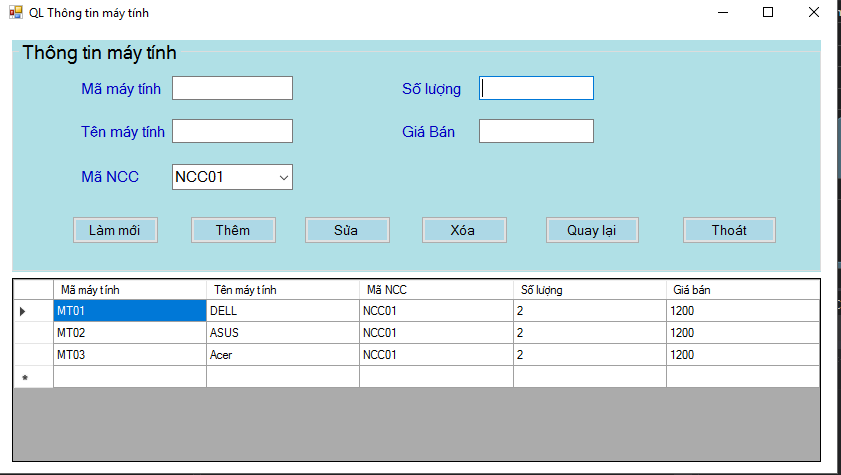 QL Thông tin máy tính
Thông tin máy tính
Mã máy tính Số lượng
Tên máy tính Giá Bán
Mã NCC NCC01
Làm mới Thêm Sửa Xóa Quay lại Thoát
Mã máy tính Tên máy tính Mã NCC Số lượng Giá bán
MT01 DELL NCC01 2 1200
MT02 ASUS NCC01 2 1200
MT03 Acer NCC01 2 1200